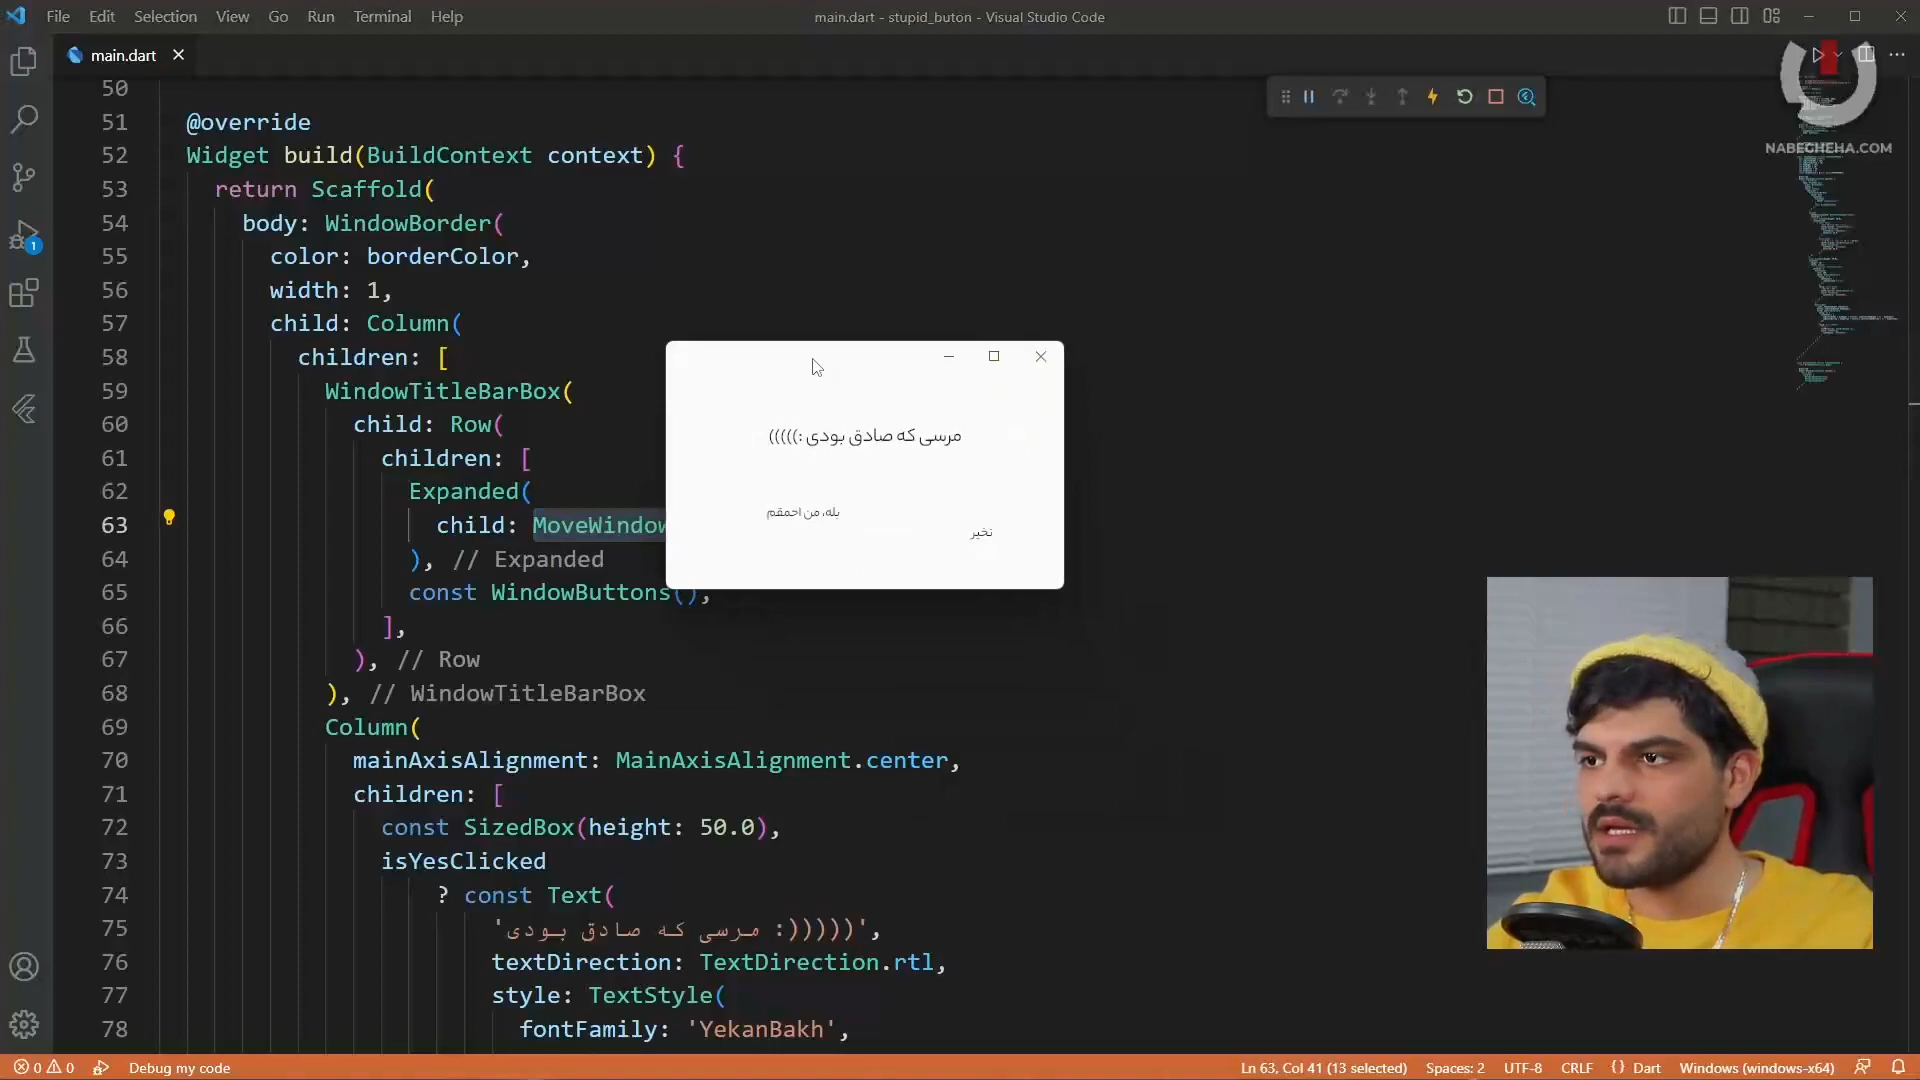 File Edit Selection View Go Run Terminal Help
main.dart - stupid_buton - Visual Studio Code
main.dart
NABEGHEHA.COM
50
51 @override
52 Widget build(BuildContext context) {
53 return Scaffold(
54 body: WindowBorder(
55 color: borderColor,
56 width: 1,
57 child: Column(
58 children: [
59 WindowTitleBarBox(
60 child: Row(
61 children: [
62 Expanded(
63 child: MoveWindow
64 ), // Expanded
65 const WindowButtons(),
66 ],
67 ), // Row
68 ), // WindowTitleBarBox
69 Column(
70 mainAxisAlignment: MainAxisAlignment.center,
71 children: [
72 const SizedBox(height: 50.0),
73 isYesClicked
74 ? const Text(
75 'مرسی که صادق بودی :)))))',
76 textDirection: TextDirection.rtl,
77 style: TextStyle(
78 fontFamily: 'YekanBakh',
مرسی که صادق بودی :)))))
بله، من احمقم
نخیر
1
0 0 Debug my code
Ln 63, Col 41 (13 selected) Spaces: 2 UTF-8 CRLF {} Dart Windows (windows-x64)